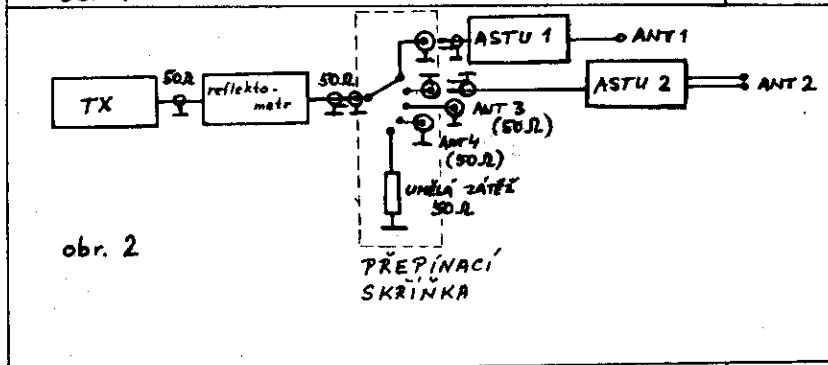 TX
50Ω
reflekto-
metr
50Ω
ASTU 1
ANT 1
ASTU 2
ANT 2
ANT 3
(50Ω)
ANT 4
(50Ω)
UMĚLÁ ZÁTĚŽ
50Ω
obr. 2
PŘEPÍNACÍ
SKŘÍŇKA